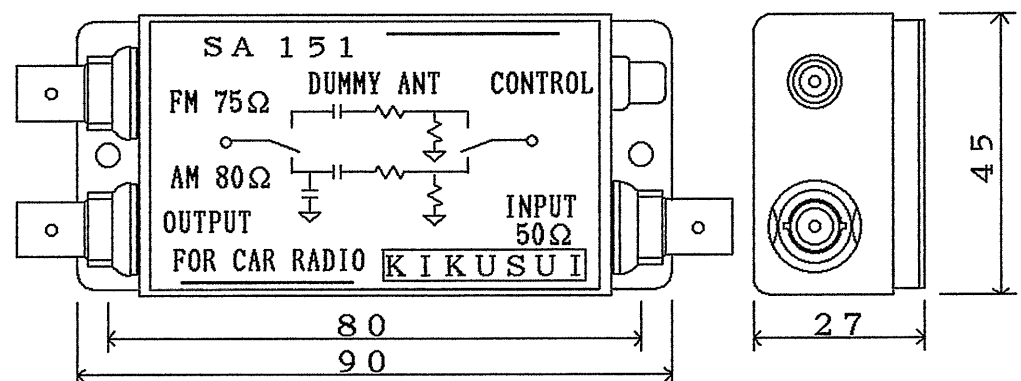 SA 151
DUMMY ANT
CONTROL
FM 75Ω
AM 80Ω
OUTPUT
INPUT
50Ω
FOR CAR RADIO
KIKUSUI
80
90
27
45